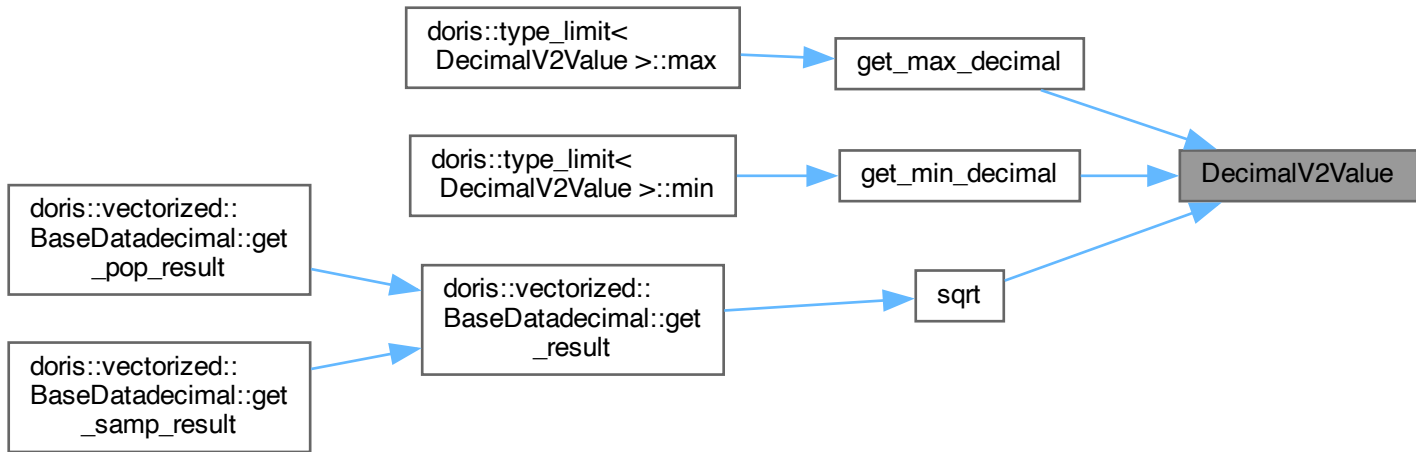 doris::type_limit<
DecimalV2Value >::max
get_max_decimal
doris::type_limit<
DecimalV2Value >::min
get_min_decimal
DecimalV2Value
doris::vectorized::
BaseDatadecimal::get
_pop_result
doris::vectorized::
BaseDatadecimal::get
_result
sqrt
doris::vectorized::
BaseDatadecimal::get
_samp_result